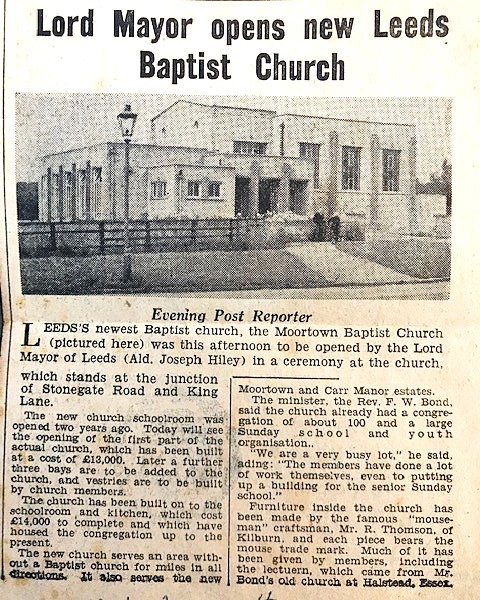 Lord Mayor opens new Leeds
Baptist Church
Evening Post Reporter
LEEDS'S newest Baptist church, the Moortown Baptist Church
(pictured here) was this afternoon to be opened by the Lord
Mayor of Leeds (Ald. Joseph Hiley) in a ceremony at the church,
which stands at the junction
of Stonegate Road and King
Lane.
The new church schoolroom was
opened two years ago. Today will see
the opening of the first part of the
actual church, which has been built
at a cost of £13,000. Later a further
three bays are to be added to the
church, and vestries are to be built
by church members.
The church has been built on to the
schoolroom and kitchen, which cost
£14,000 to complete and which have
housed the congregation up to the
present.
The new church serves an area with-
out a Baptist church for miles in all
directions. It also serves the new
Moortown and Carr Manor estates.
The minister, the Rev. F. W. Bond,
said the church already had a congre-
gation of about 100 and a large
Sunday school and youth
organisation.
"We are a very busy lot," he said,
ading: "The members have done a lot
of work themselves, even to putting
up a building for the senior Sunday
school."
Furniture inside the church has
been made by the famous "mouse-
man" craftsman, Mr. R. Thomson, of
Kilburn, and each piece bears the
mouse trade mark. Much of it has
been given by members, including
the lectuern, which came from Mr.
Bond's old church at Halstead, Essex.